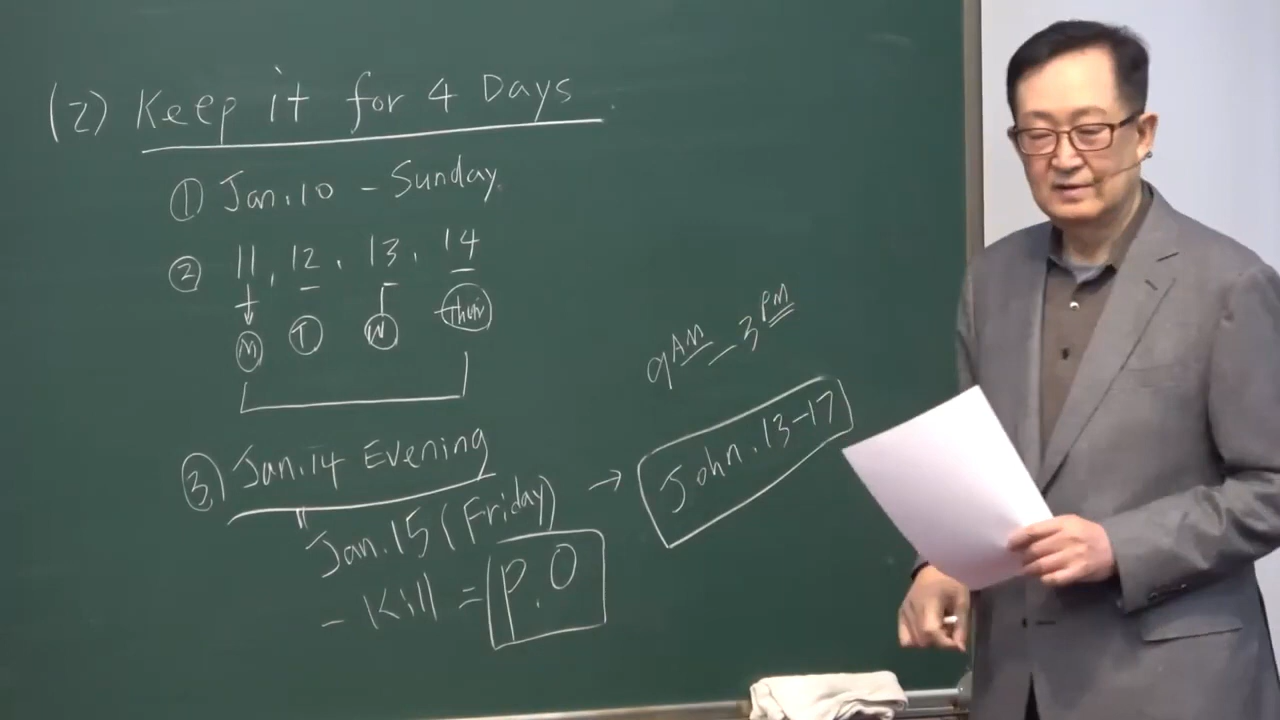 (2) Keep it for 4 Days
① Jan. 10 - Sunday
② 11, 12, 13, 14
M T W Thur
9AM - 3PM
③ Jan. 14 Evening
"
Jan. 15 (Friday) → John. 13-17
- Kill = P.O